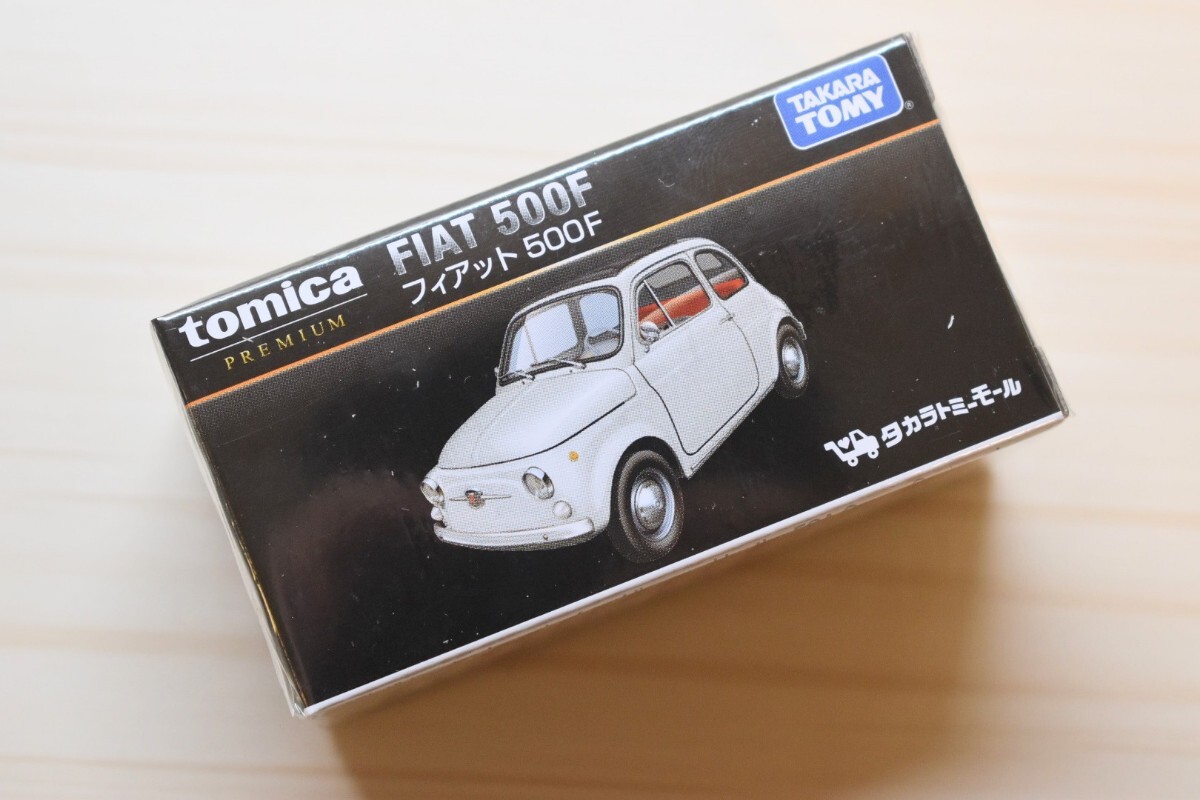 TAKARA
TOMY
tomica
PREMIUM
FIAT 500F
フィアット 500F
タカラトミーモール